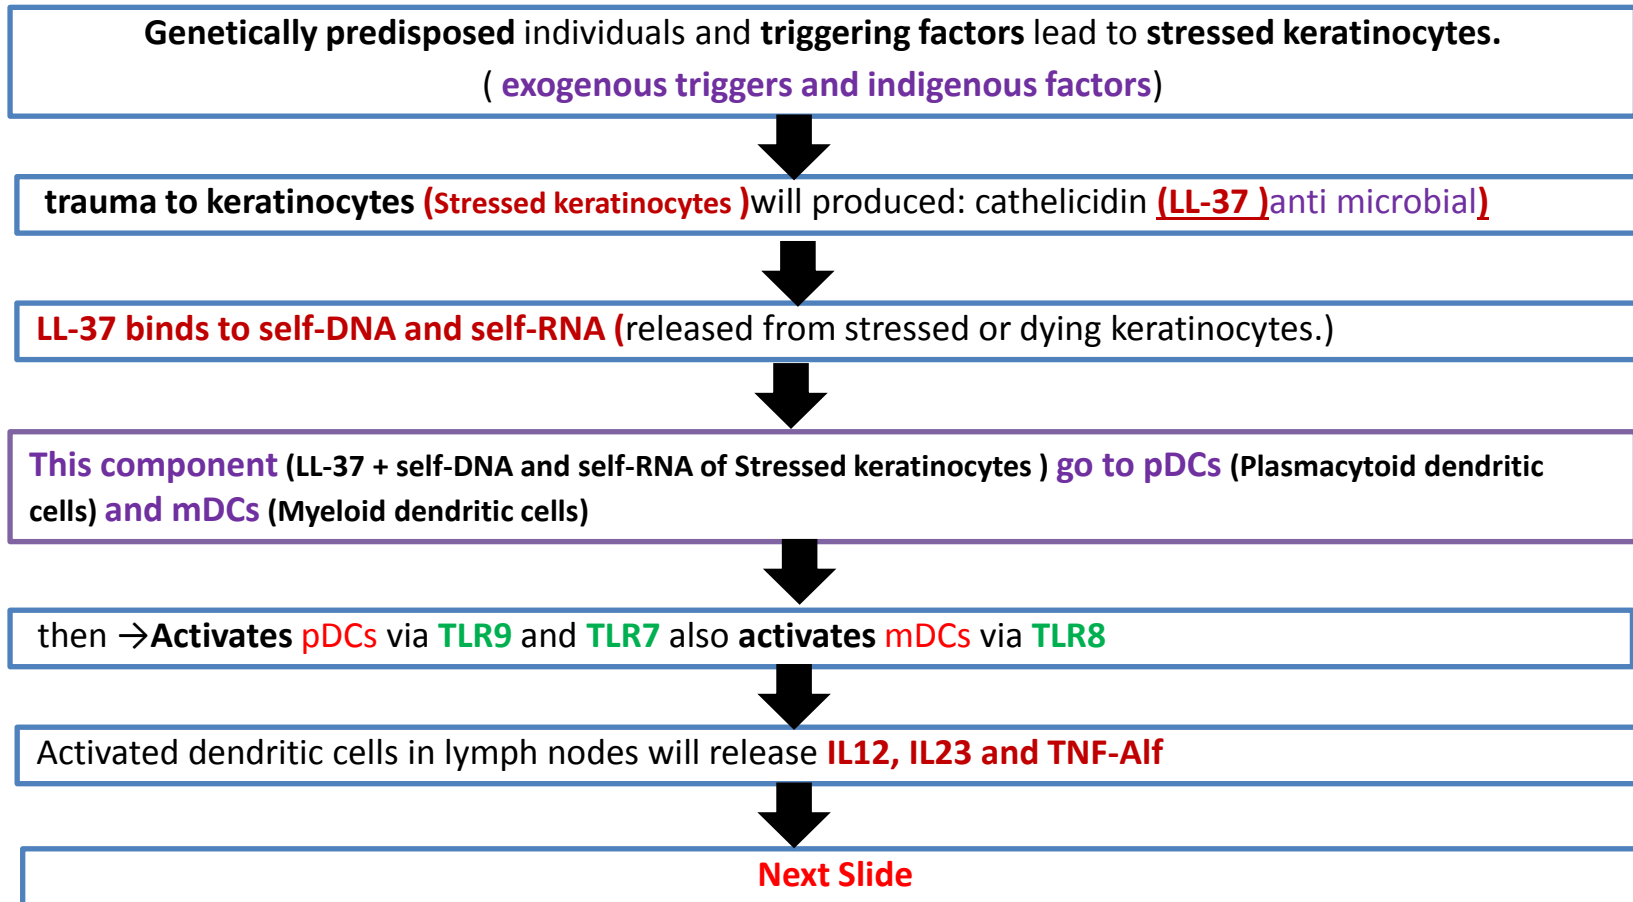 Genetically predisposed individuals and triggering factors lead to stressed keratinocytes.
( exogenous triggers and indigenous factors)
trauma to keratinocytes (Stressed keratinocytes )will produced: cathelicidin (LL-37 )anti microbial)
LL-37 binds to self-DNA and self-RNA (released from stressed or dying keratinocytes.)
This component (LL-37 + self-DNA and self-RNA of Stressed keratinocytes ) go to pDCs (Plasmacytoid dendritic
cells) and mDCs (Myeloid dendritic cells)
then →Activates pDCs via TLR9 and TLR7 also activates mDCs via TLR8
Activated dendritic cells in lymph nodes will release IL12, IL23 and TNF-Alf
Next Slide